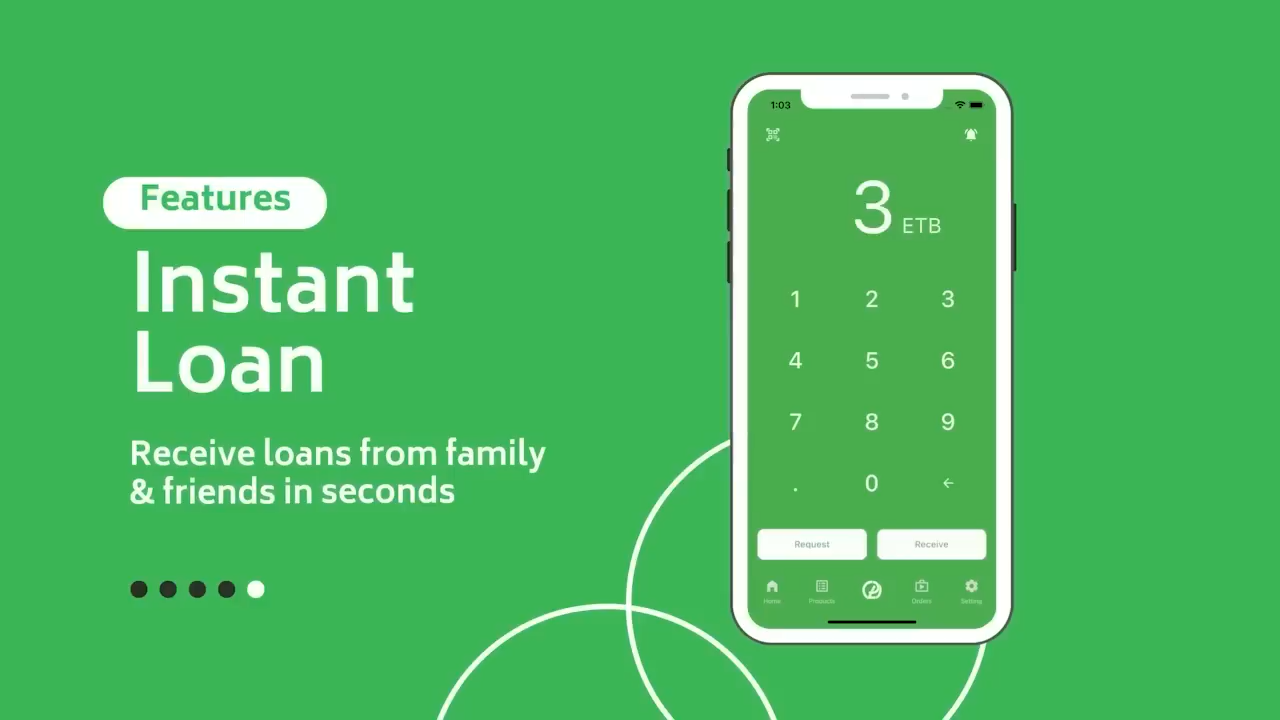 Features
Instant
Loan
Receive loans from family
& friends in seconds
1:03
3 ETB
1 2 3
4 5 6
7 8 9
. 0 ←
Request Receive
Home Products Orders Setting